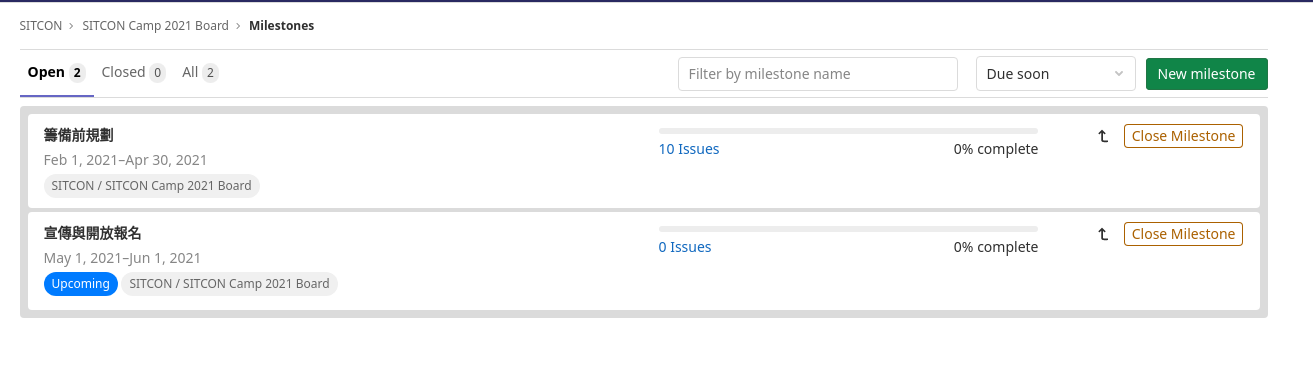 SITCON > SITCON Camp 2021 Board > Milestones
Open 2 Closed 0 All 2 Filter by milestone name Due soon New milestone
籌備前規劃
Feb 1, 2021–Apr 30, 2021
SITCON / SITCON Camp 2021 Board
10 Issues 0% complete
Close Milestone
宣傳與開放報名
May 1, 2021–Jun 1, 2021
Upcoming SITCON / SITCON Camp 2021 Board
0 Issues 0% complete
Close Milestone